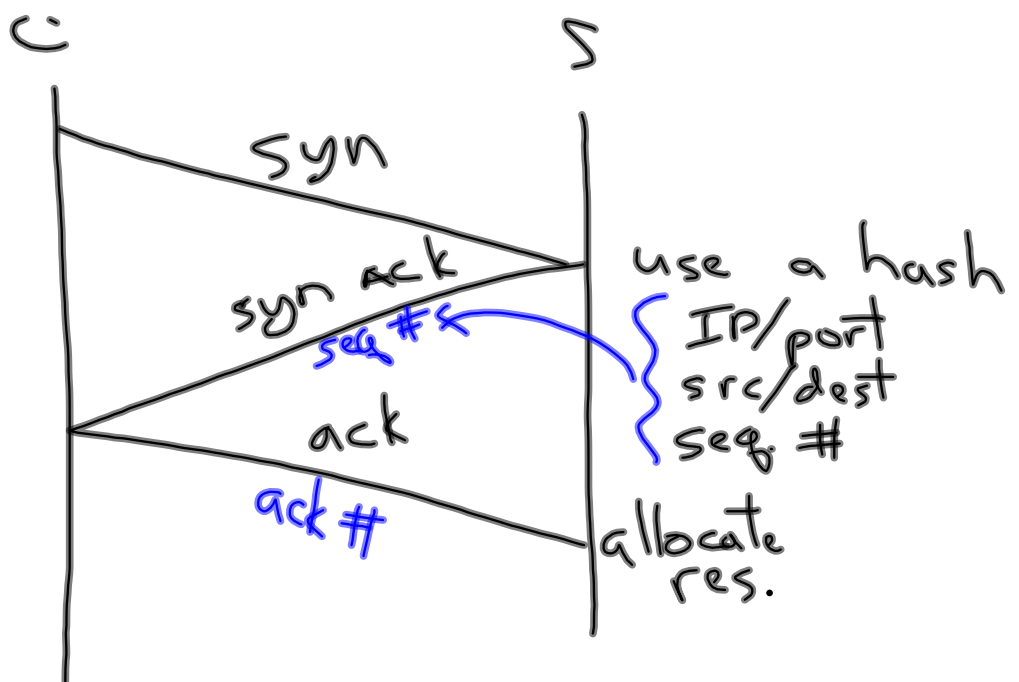 C S
syn
syn ack
seq #
use a hash
IP/port
src/dest
seq. #
ack
ack #
allocate
res.